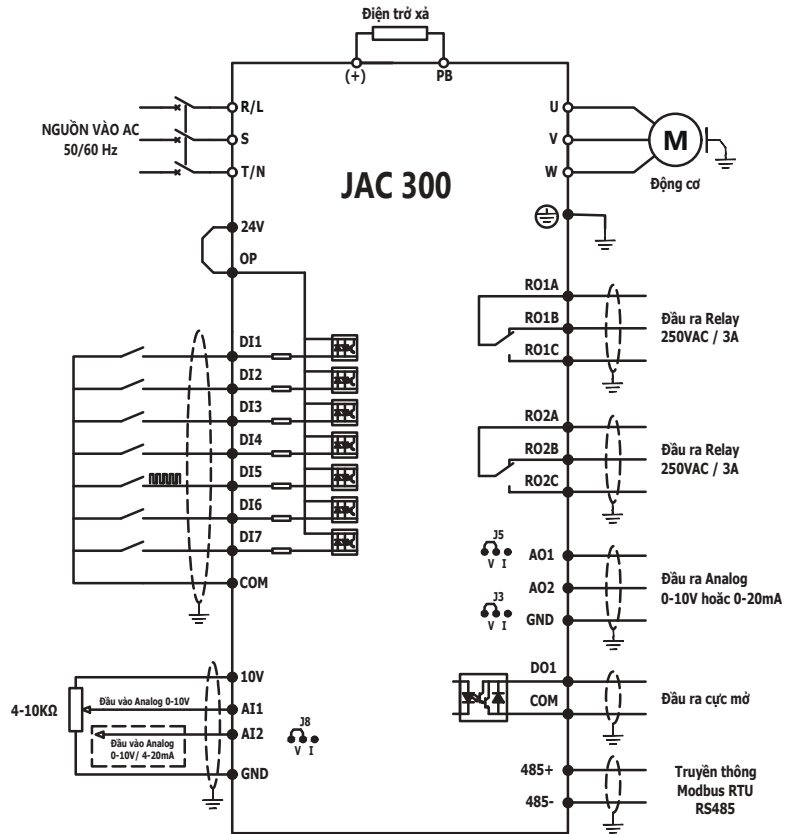 Điện trở xả
(+)
PB
R/L
S
T/N
NGUỒN VÀO AC
50/60 Hz
JAC 300
U
V
W
M
Động cơ
24V
OP
DI1
DI2
DI3
DI4
DI5
DI6
DI7
COM
RO1A
RO1B
RO1C
Đầu ra Relay
250VAC / 3A
RO2A
RO2B
RO2C
Đầu ra Relay
250VAC / 3A
J5
V I
AO1
AO2
J3
V I
GND
Đầu ra Analog
0-10V hoăc 0-20mA
10V
4-10KΩ
Đầu vào Analog 0-10V
AI1
AI2
Đầu vào Analog
0-10V/ 4-20mA
J8
V I
GND
DO1
COM
Đầu ra cực mở
485+
485-
Truyền thông
Modbus RTU
RS485